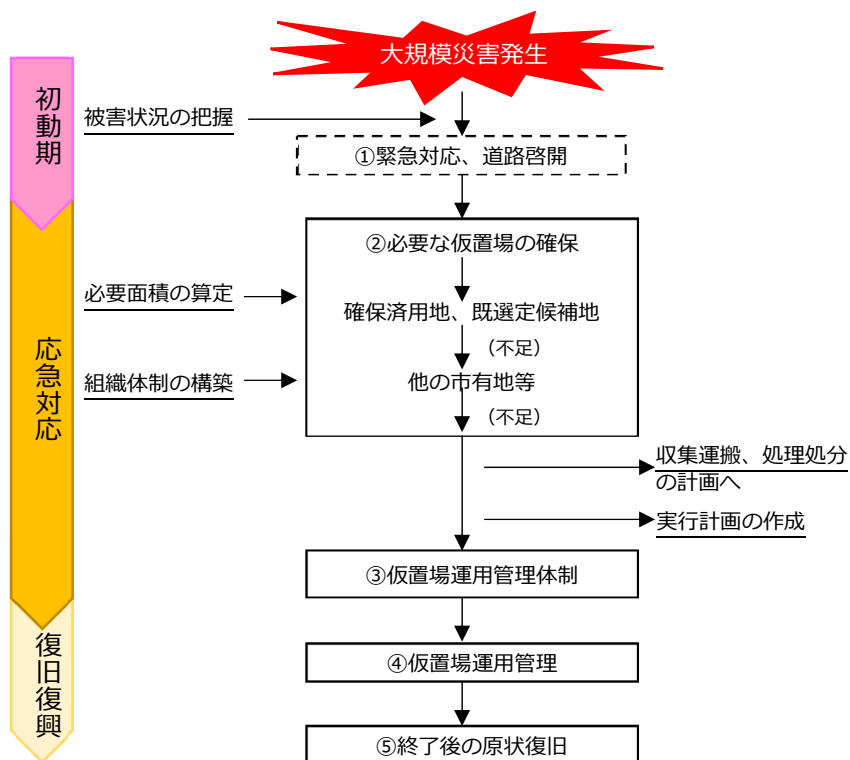 大規模災害発生
初動期
被害状況の把握
①緊急対応、道路啓開
②必要な仮置場の確保
必要面積の算定
確保済用地、既選定候補地
（不足）
応急対応
組織体制の構築
他の市有地等
（不足）
収集運搬、処理処分
の計画へ
実行計画の作成
③仮置場運用管理体制
復旧復興
④仮置場運用管理
⑤終了後の原状復旧